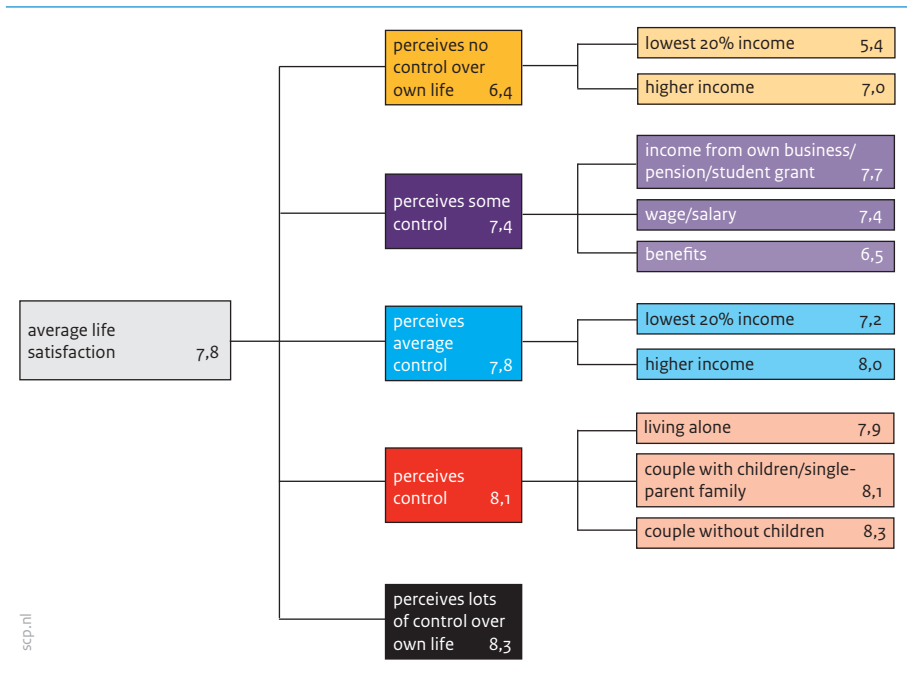 average life
satisfaction 7,8
perceives no
control over
own life 6,4
lowest 20% income 5,4
higher income 7,0
perceives some
control 7,4
income from own business/
pension/student grant 7,7
wage/salary 7,4
benefits 6,5
perceives
average
control 7,8
lowest 20% income 7,2
higher income 8,0
perceives
control 8,1
living alone 7,9
couple with children/single-
parent family 8,1
couple without children 8,3
perceives lots
of control over
own life 8,3
scp.nl